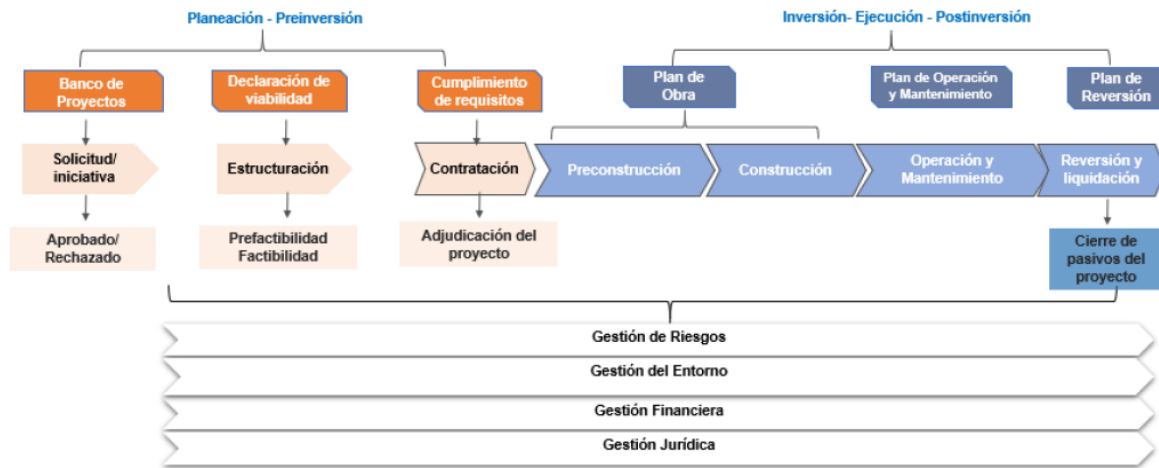 Planeación - Preinversión
Inversión- Ejecución - Postinversión
Banco de
Proyectos
Declaración de
viabilidad
Cumplimiento
de requisitos
Plan de
Obra
Plan de Operación
y Mantenimiento
Plan de
Reversión
Solicitud/
iniciativa
Estructuración
Contratación
Preconstrucción
Construcción
Operación y
Mantenimiento
Reversión y
liquidación
Aprobado/
Rechazado
Prefactibilidad
Factibilidad
Adjudicación del
proyecto
Cierre de
pasivos del
proyecto
Gestión de Riesgos
Gestión del Entorno
Gestión Financiera
Gestión Jurídica